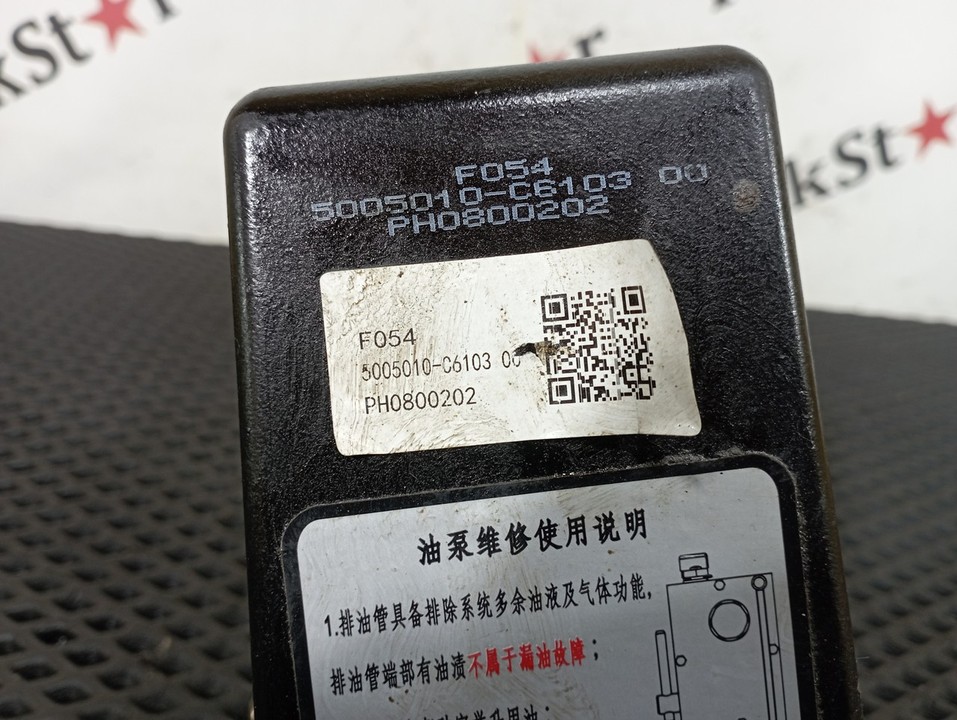 kSt★r
r
kSt★
F054
5005010-C6103 00
PH0800202
F054
5005010-C6103
PH0800202
油泵维修使用说明
1.排油管具备排除系统多余油液及气体功能,
排油管端部有油渍不属于漏油故障；